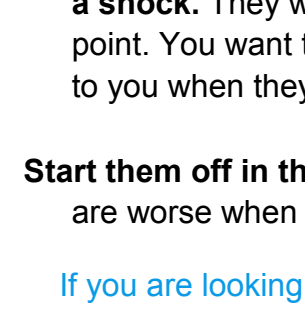 a shock. They w
point. You want t
to you when they
Start them off in th
are worse when
If you are looking